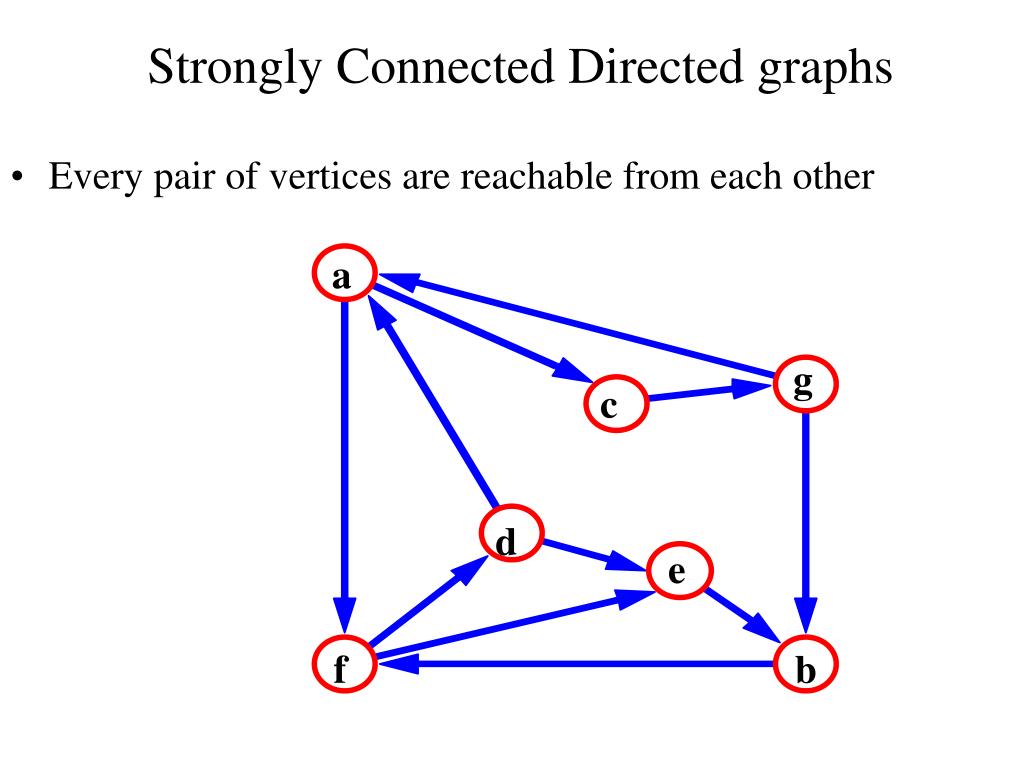 Strongly Connected Directed graphs
• Every pair of vertices are reachable from each other
a
g
c
d
e
f
b